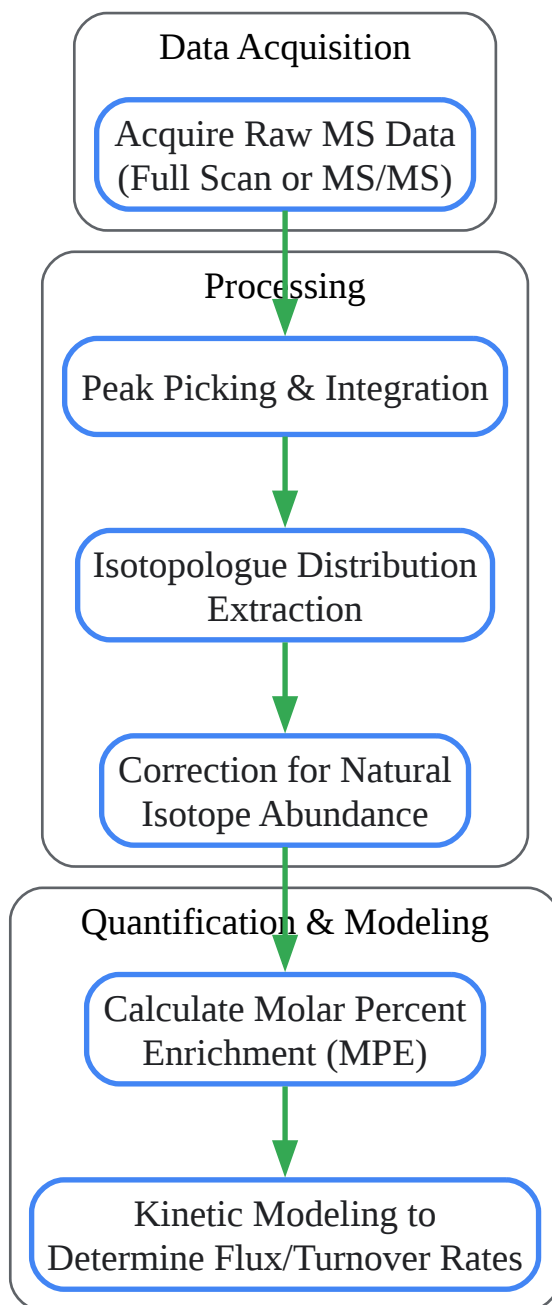 Data Acquisition
Acquire Raw MS Data
(Full Scan or MS/MS)
Processing
Peak Picking & Integration
Isotopologue Distribution
Extraction
Correction for Natural
Isotope Abundance
Quantification & Modeling
Calculate Molar Percent
Enrichment (MPE)
Kinetic Modeling to
Determine Flux/Turnover Rates